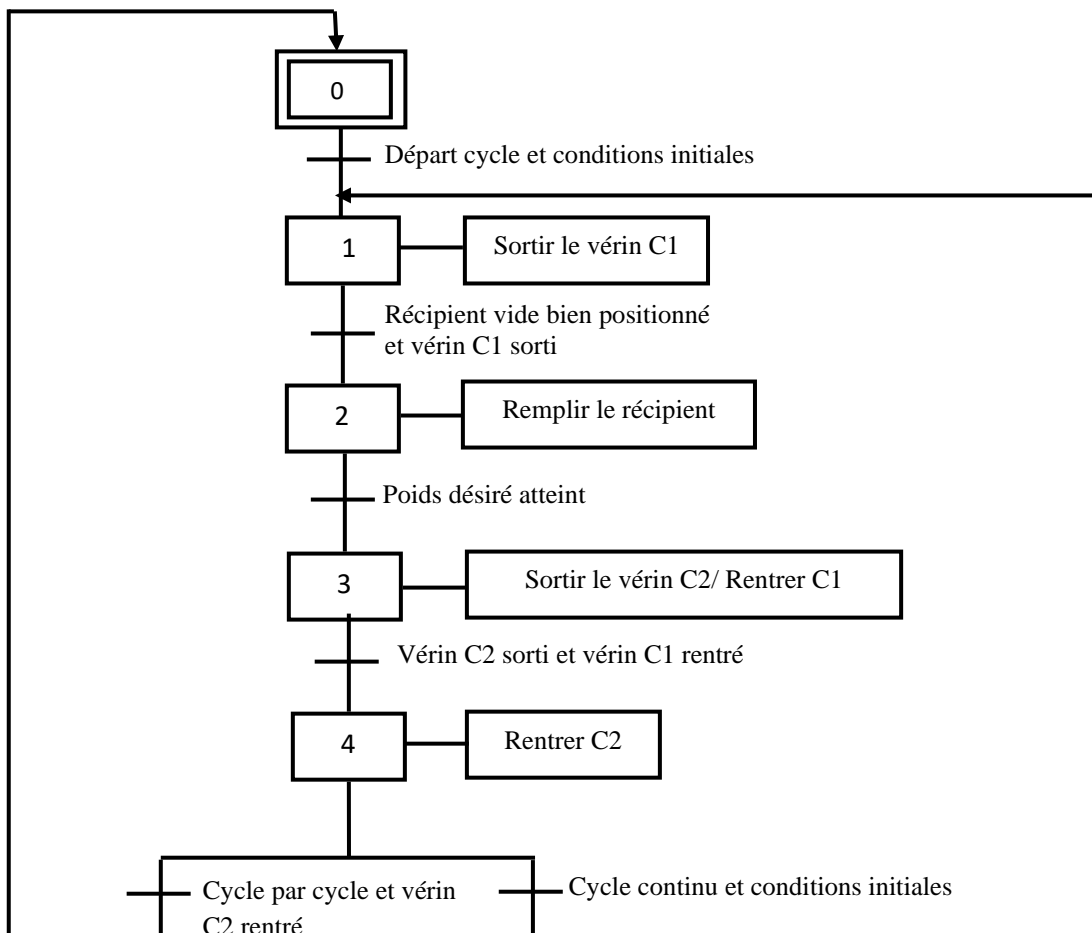 0
Départ cycle et conditions initiales
1
Sortir le vérin C1
Récipient vide bien positionné
et vérin C1 sorti
2
Remplir le récipient
Poids désiré atteint
3
Sortir le vérin C2/ Rentrer C1
Vérin C2 sorti et vérin C1 rentré
4
Rentrer C2
Cycle par cycle et vérin
C2 rentré
Cycle continu et conditions initiales